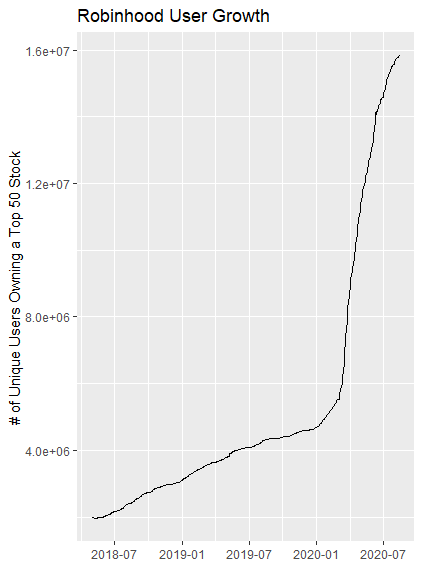 Robinhood User Growth
# of Unique Users Owning a Top 50 Stock
1.6e+07
1.2e+07
8.0e+06
4.0e+06
2018-07 2019-01 2019-07 2020-01 2020-07